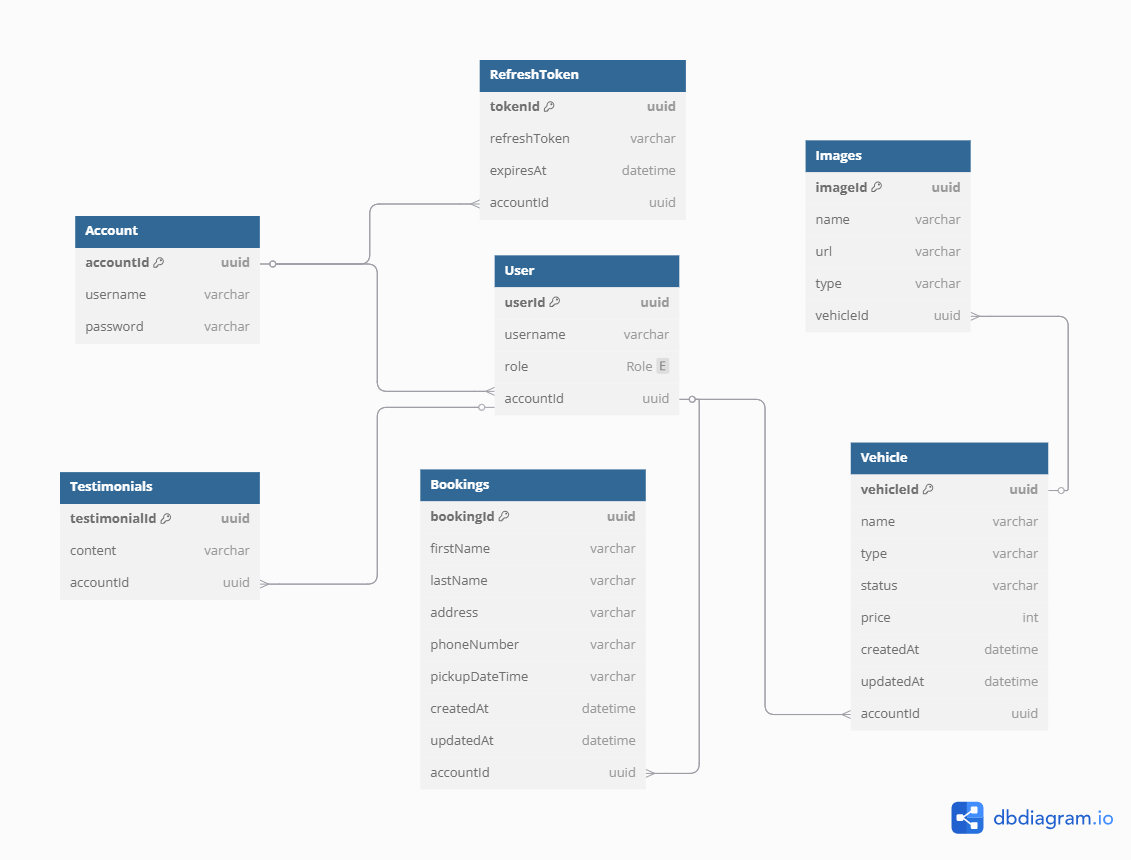 RefreshToken
tokenId uuid
refreshToken varchar
expiresAt datetime
accountId uuid
Images
imageId uuid
name varchar
url varchar
type varchar
vehicleId uuid
Account
accountId uuid
username varchar
password varchar
User
userId uuid
username varchar
role Role E
accountId uuid
Testimonials
testimonialId uuid
content varchar
accountId uuid
Bookings
bookingId uuid
firstName varchar
lastName varchar
address varchar
phoneNumber varchar
pickupDateTime varchar
createdAt datetime
updatedAt datetime
accountId uuid
Vehicle
vehicleId uuid
name varchar
type varchar
status varchar
price int
createdAt datetime
updatedAt datetime
accountId uuid
dbdiagram.io